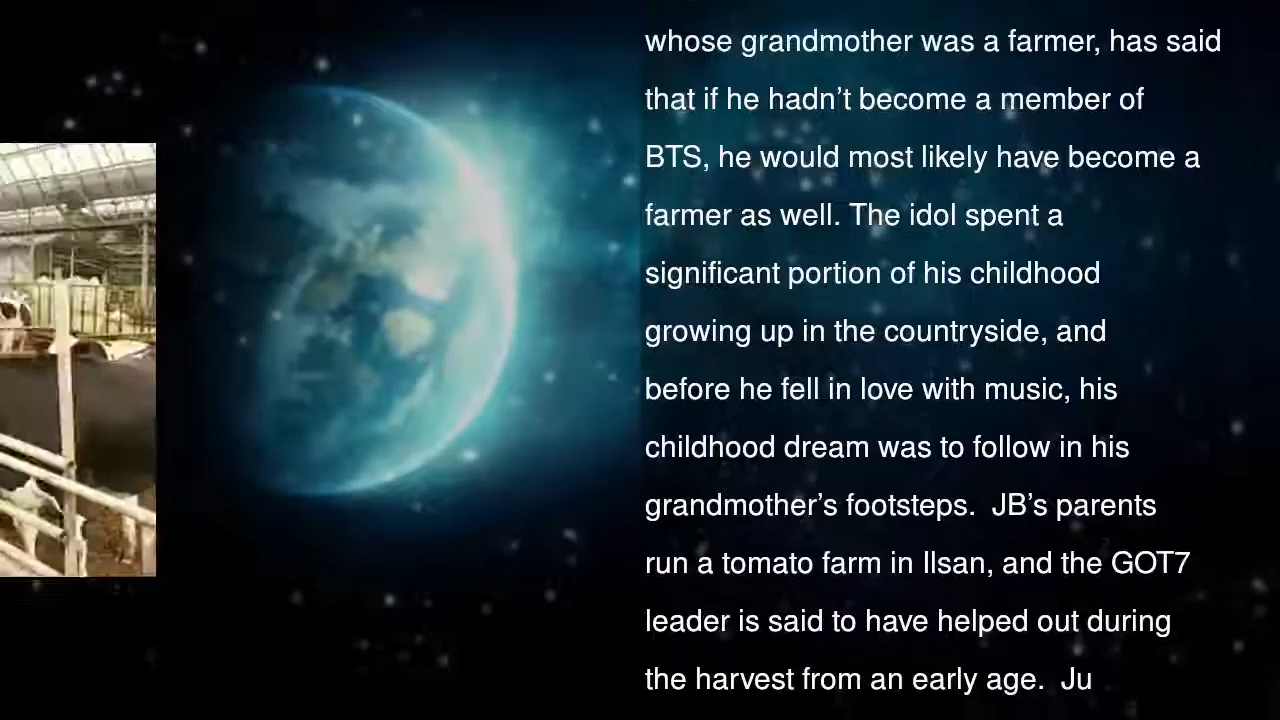 whose grandmother was a farmer, has said
that if he hadn’t become a member of
BTS, he would most likely have become a
farmer as well. The idol spent a
significant portion of his childhood
growing up in the countryside, and
before he fell in love with music, his
childhood dream was to follow in his
grandmother’s footsteps.  JB’s parents
run a tomato farm in Ilsan, and the GOT7
leader is said to have helped out during
the harvest from an early age.  Ju